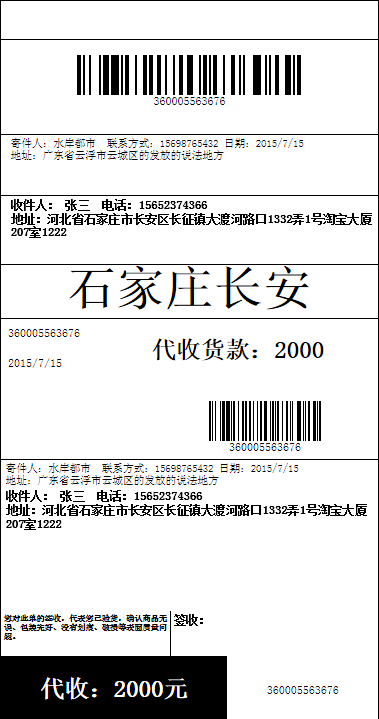 360005563676
寄件人：水岸都市 联系方式：15698765432 日期：2015/7/15
地址：广东省云浮市云城区的发放的说法地方
收件人： 张三 电话：15652374366
地址：河北省石家庄市长安区长征镇大渡河路口1332弄1号淘宝大厦
207室1222
石家庄长安
360005563676
代收货款：2000
2015/7/15
360005563676
寄件人：水岸都市 联系方式：15698765432 日期：2015/7/15
地址：广东省云浮市云城区的发放的说法地方
收件人： 张三 电话：15652374366
地址：河北省石家庄市长安区长征镇大渡河路口1332弄1号淘宝大厦
207室1222
您对此单的签收，代表您已验货，确认商品无
误、包装完好、没有划痕、破损等表面质量问
题。
签收：
代收：2000元
360005563676